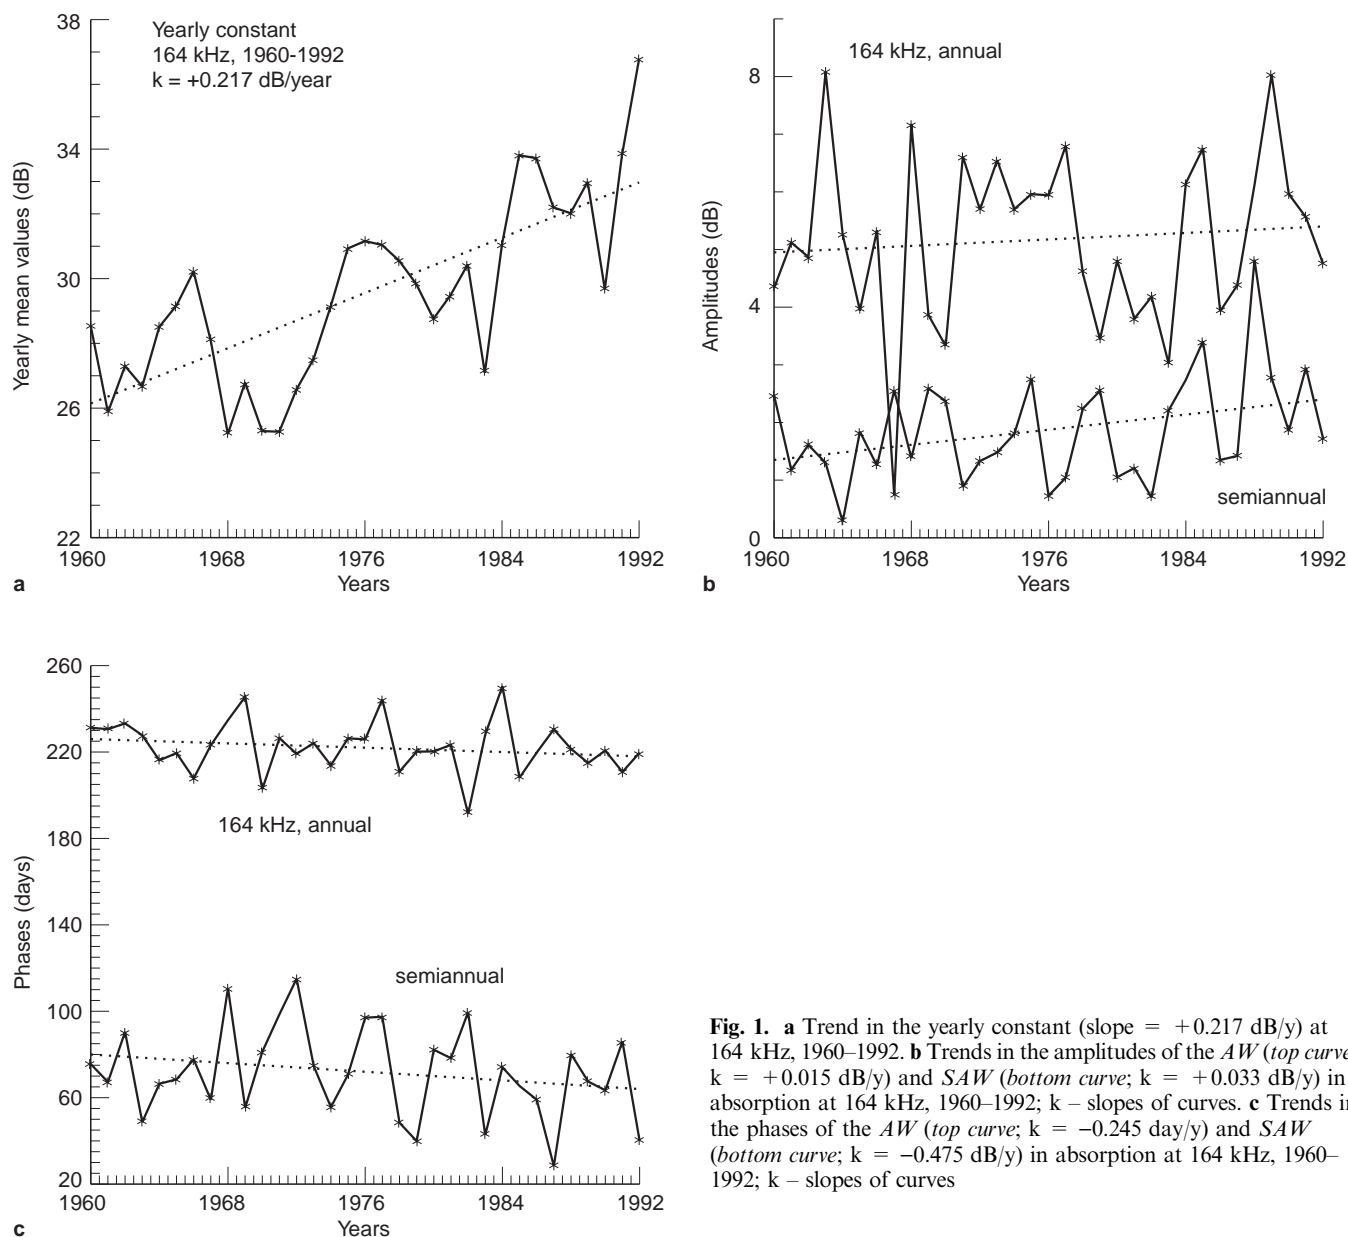 38
34
30
26
22
Yearly mean values (dB)
Yearly constant
164 kHz, 1960-1992
k = +0.217 dB/year
1960 1968 1976 1984 1992
Years
a
8
4
0
Amplitudes (dB)
164 kHz, annual
semiannual
1960 1968 1976 1984 1992
Years
b
260
220
180
140
100
60
20
Phases (days)
164 kHz, annual
semiannual
1960 1968 1976 1984 1992
Years
c
Fig. 1. a Trend in the yearly constant (slope = +0.217 dB/y) at
164 kHz, 1960–1992. b Trends in the amplitudes of the AW (top curve
k = +0.015 dB/y) and SAW (bottom curve; k = +0.033 dB/y) in
absorption at 164 kHz, 1960–1992; k – slopes of curves. c Trends in
the phases of the AW (top curve; k = −0.245 day/y) and SAW
(bottom curve; k = −0.475 dB/y) in absorption at 164 kHz, 1960–
1992; k – slopes of curves